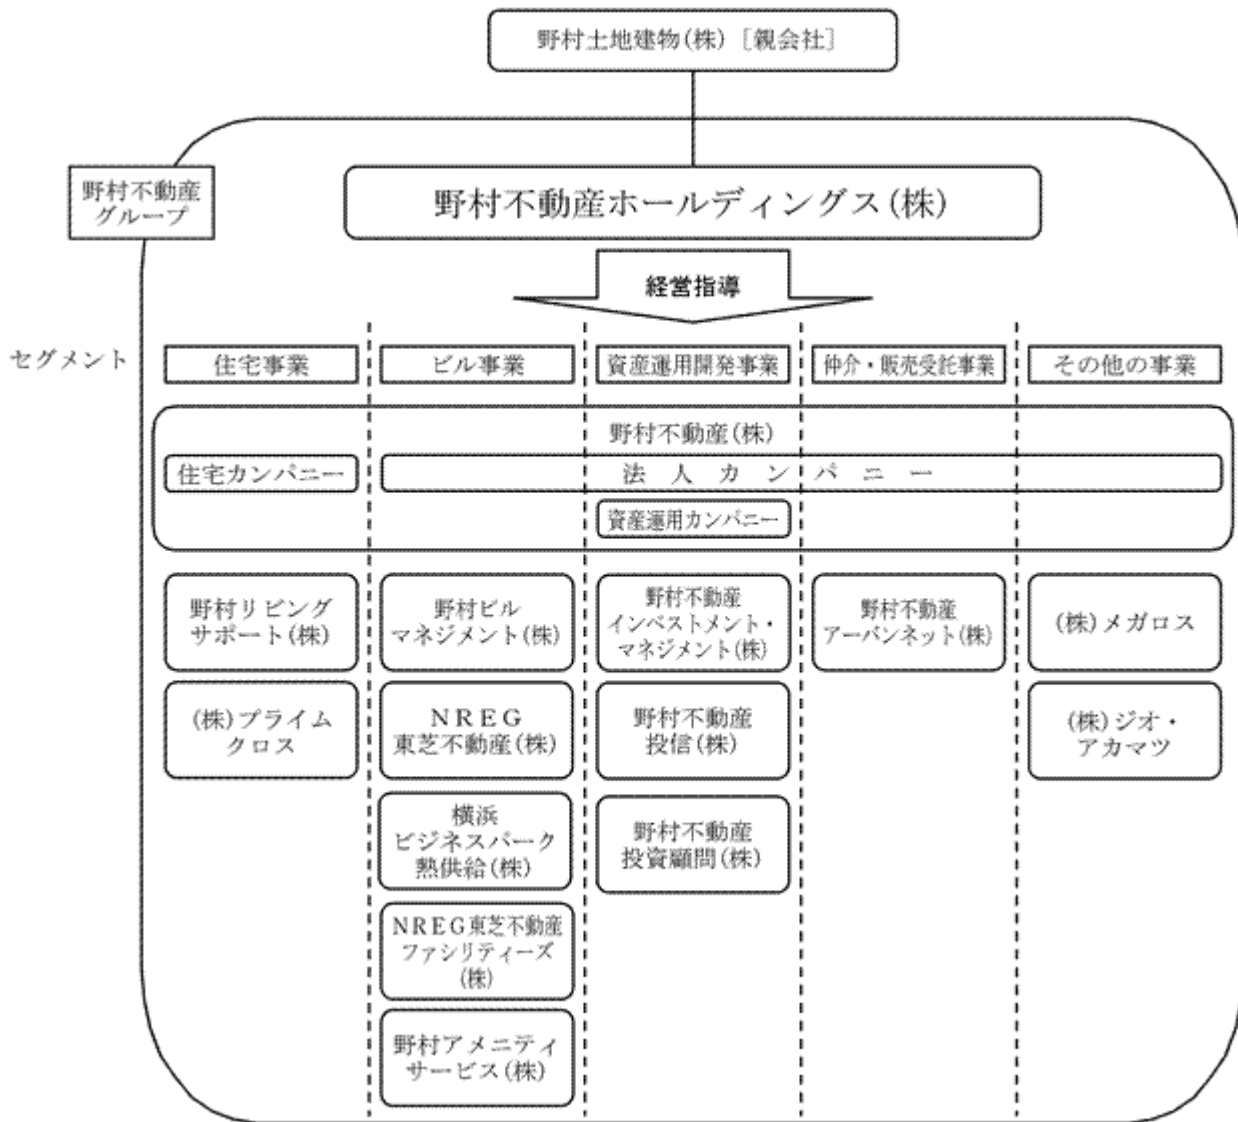 野村土地建物(株)［親会社］
野村不動産
グループ
野村不動産ホールディングス(株)
経営指導
セグメント
住宅事業
ビル事業
資産運用開発事業
仲介・販売受託事業
その他の事業
野村不動産(株)
住宅カンパニー
法人カンパニー
資産運用カンパニー
野村リビング
サポート(株)
野村ビル
マネジメント(株)
野村不動産
インベストメント・
マネジメント(株)
野村不動産
アーバンネット(株)
(株)メガロス
(株)プライム
クロス
ＮＲＥＧ
東芝不動産(株)
野村不動産
投信(株)
(株)ジオ・
アカマツ
横浜
ビジネスパーク
熱供給(株)
野村不動産
投資顧問(株)
ＮＲＥＧ東芝不動産
ファシリティーズ
(株)
野村アメニティ
サービス(株)